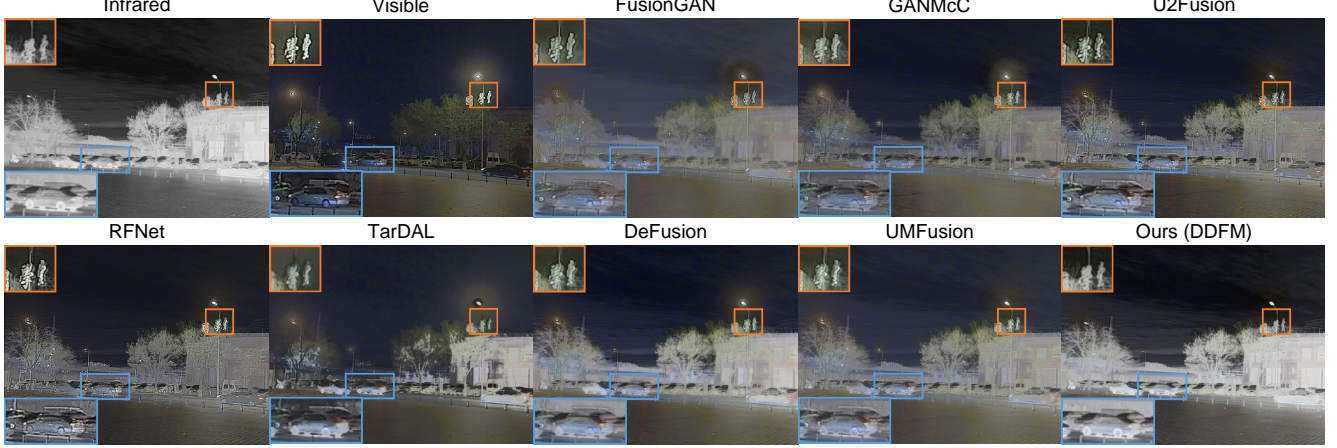 Infrared Visible FusionGAN GANMcC U2Fusion
RFNet TarDAL DeFusion UMFusion Ours (DDFM)